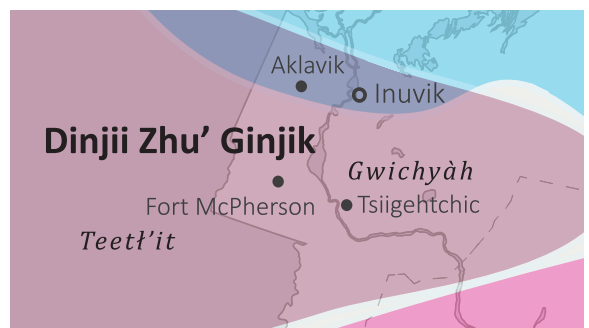 Aklavik
Inuvik
Dinjii Zhu’ Ginjik
Gwichyàh
Fort McPherson
Tsiigehtchic
Teetł’it